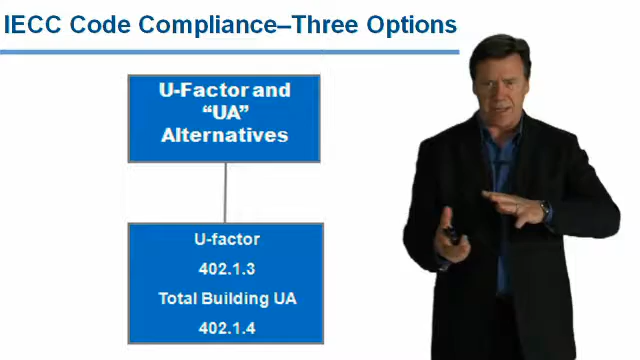 IECC Code Compliance–Three Options
U-Factor and
“UA”
Alternatives
U-factor
402.1.3
Total Building UA
402.1.4